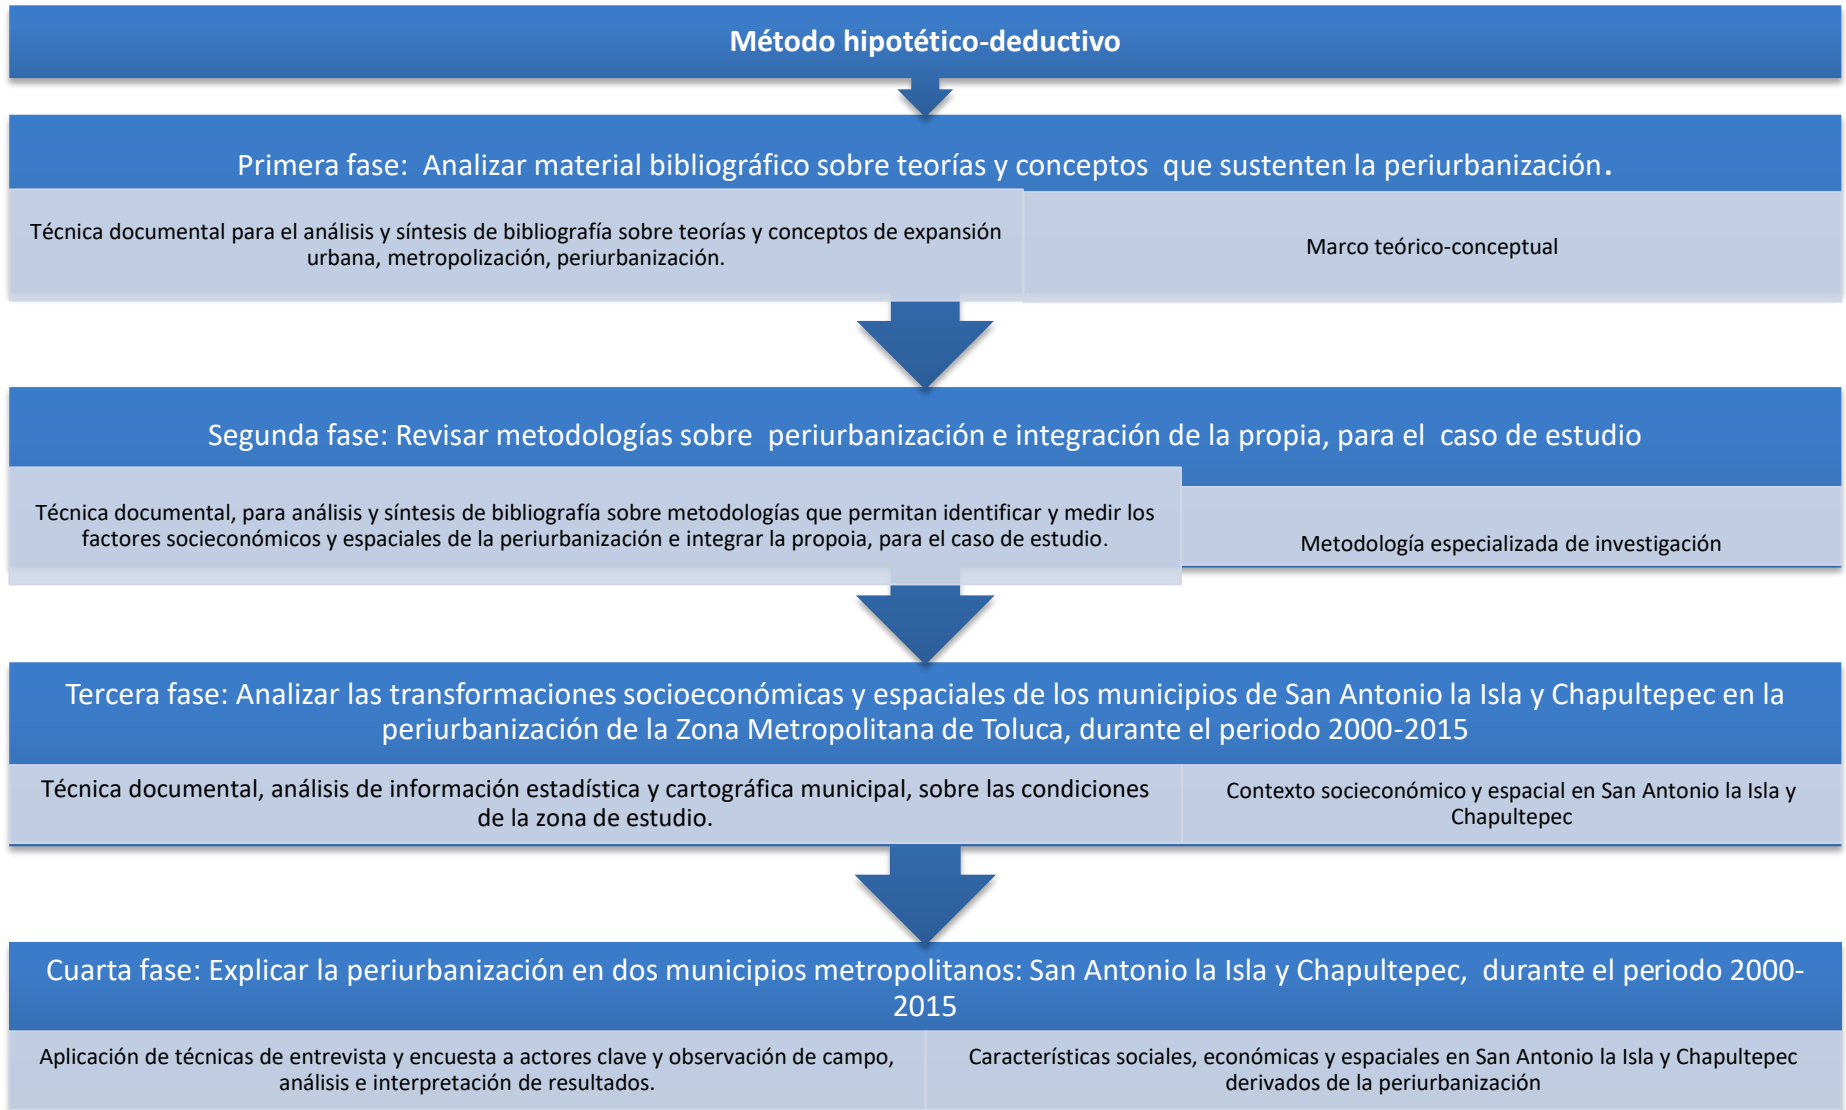 Método hipotético-deductivo
Primera fase: Analizar material bibliográfico sobre teorías y conceptos que sustenten la periurbanización.
Técnica documental para el análisis y síntesis de bibliografía sobre teorías y conceptos de expansión
urbana, metropolización, periurbanización.
Marco teórico-conceptual
Segunda fase: Revisar metodologías sobre periurbanización e integración de la propia, para el caso de estudio
Técnica documental, para análisis y síntesis de bibliografía sobre metodologías que permitan identificar y medir los
factores socieconómicos y espaciales de la periurbanización e integrar la propoia, para el caso de estudio.
Metodología especializada de investigación
Tercera fase: Analizar las transformaciones socioeconómicas y espaciales de los municipios de San Antonio la Isla y Chapultepec en la
periurbanización de la Zona Metropolitana de Toluca, durante el periodo 2000-2015
Técnica documental, análisis de información estadística y cartográfica municipal, sobre las condiciones
de la zona de estudio.
Contexto socieconómico y espacial en San Antonio la Isla y
Chapultepec
Cuarta fase: Explicar la periurbanización en dos municipios metropolitanos: San Antonio la Isla y Chapultepec, durante el periodo 2000-
2015
Aplicación de técnicas de entrevista y encuesta a actores clave y observación de campo,
análisis e interpretación de resultados.
Características sociales, económicas y espaciales en San Antonio la Isla y Chapultepec
derivados de la periurbanización